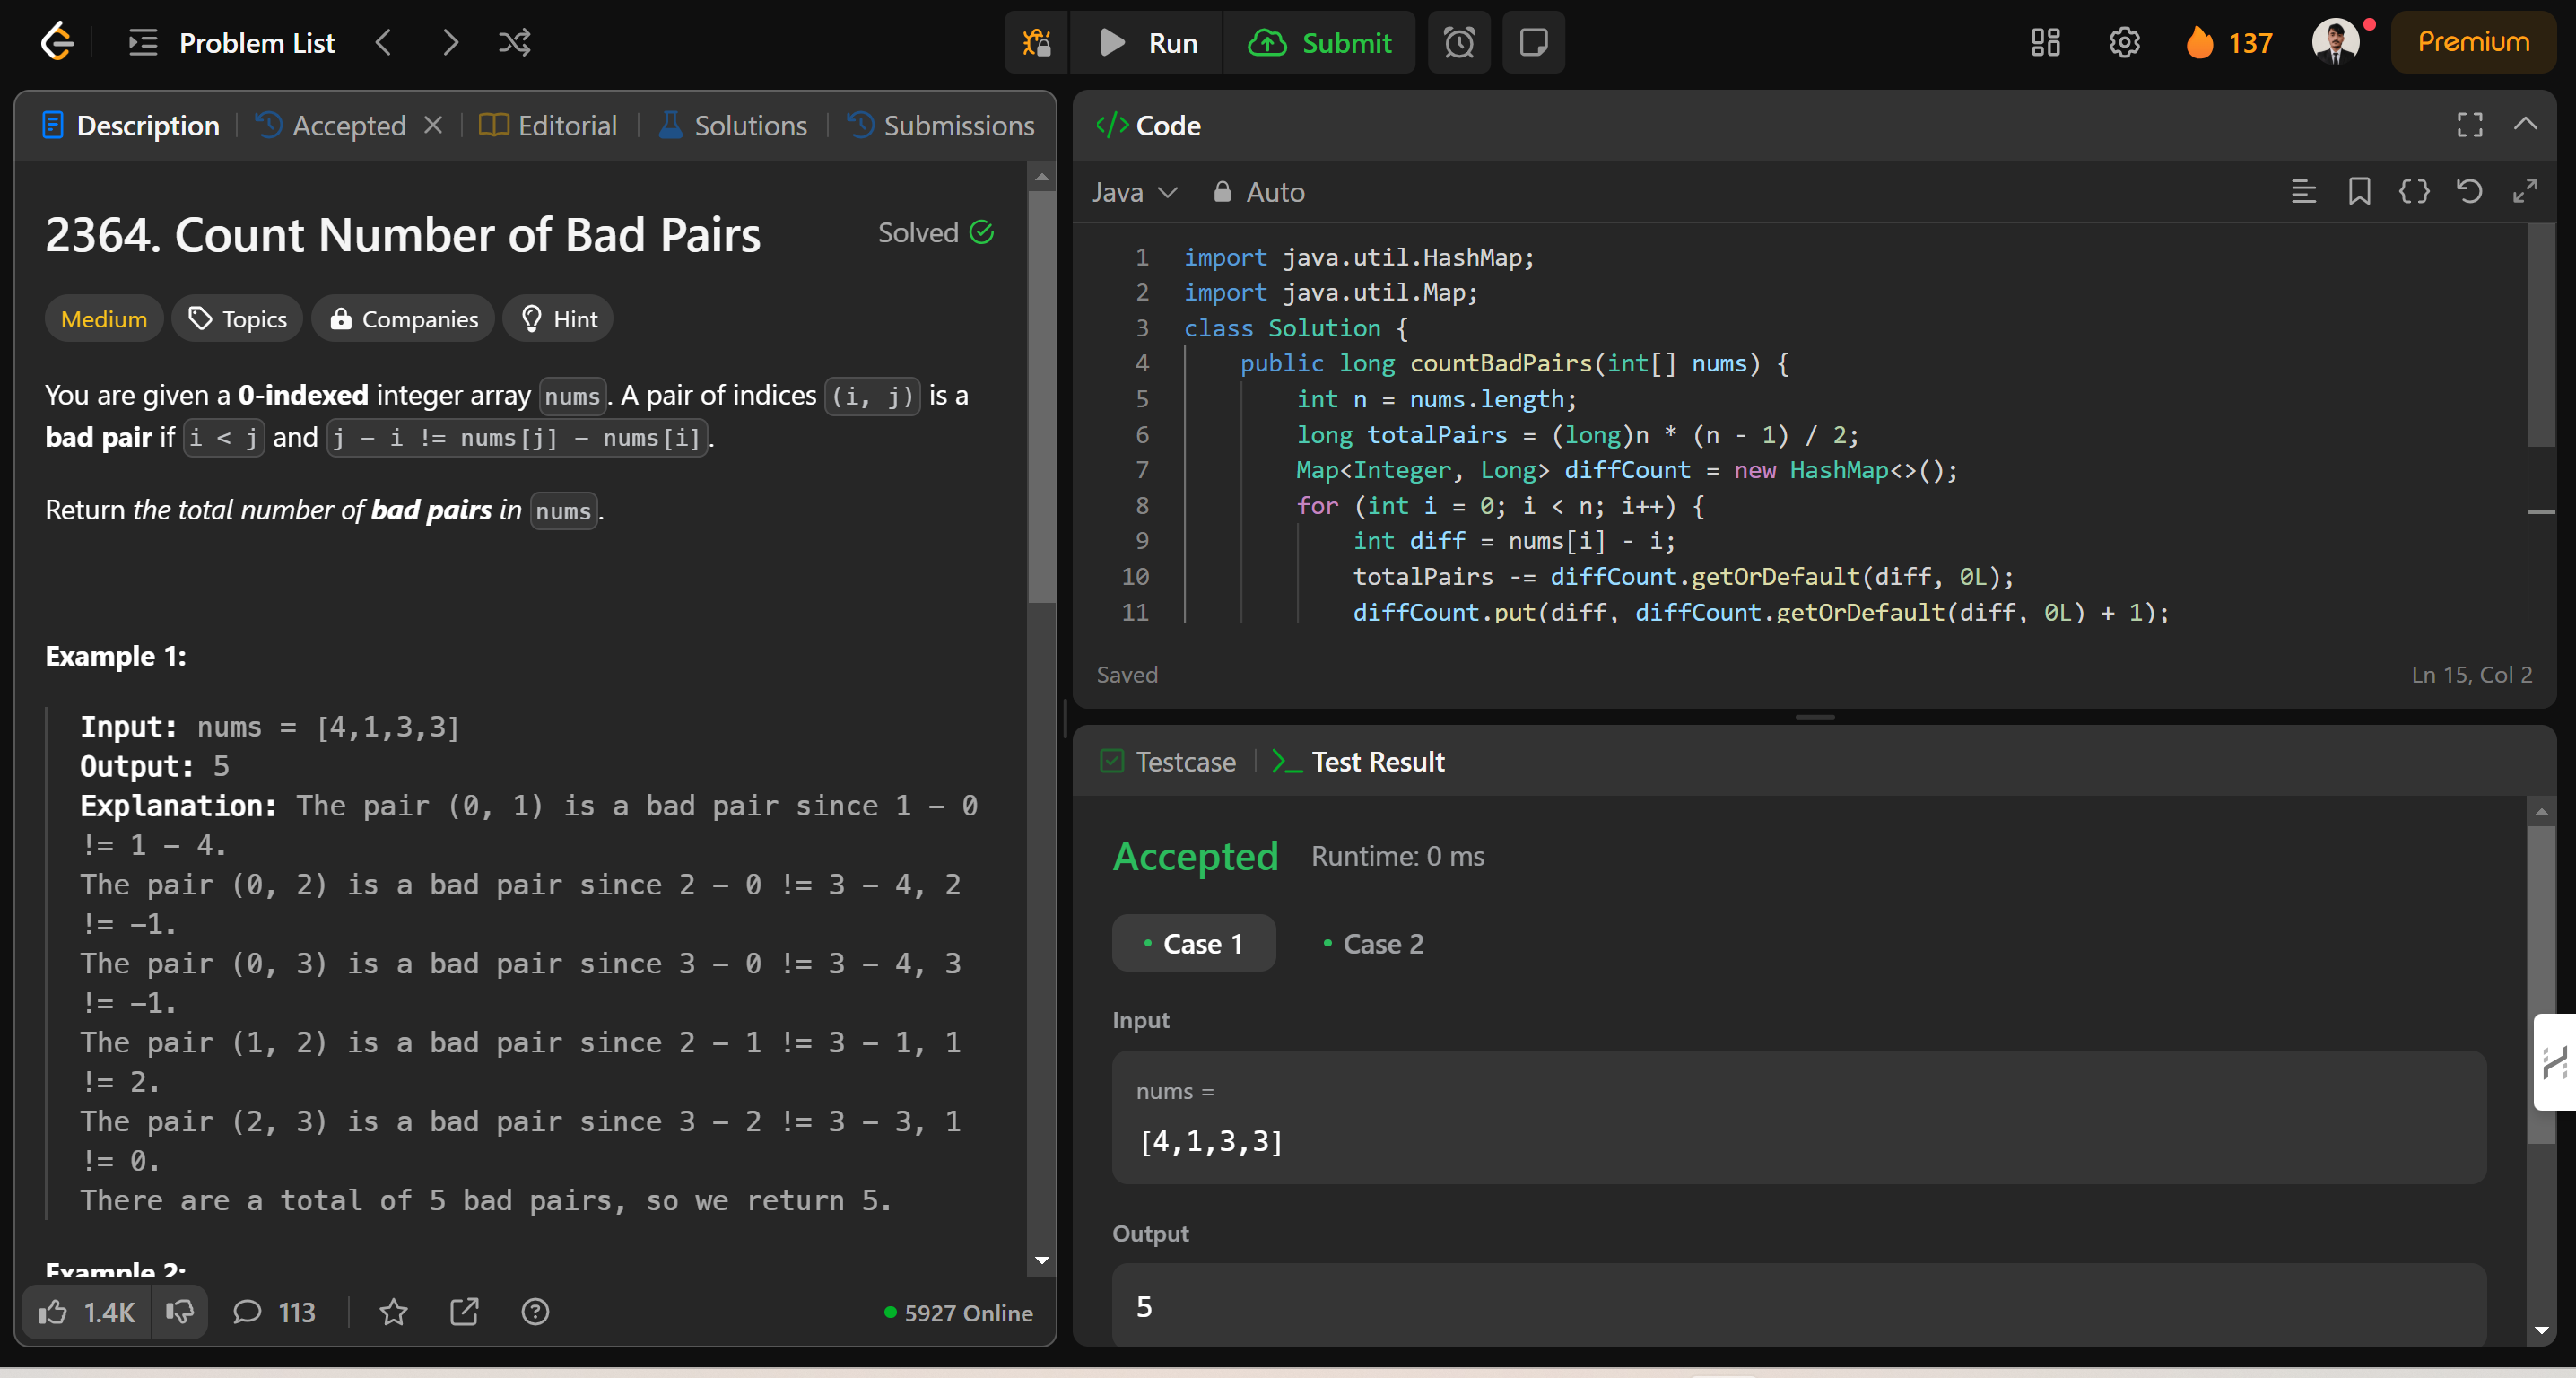 Problem List
Run
Submit
137
Premium
Description
Accepted
Editorial
Solutions
Submissions
2364. Count Number of Bad Pairs
Solved
Medium
Topics
Companies
Hint
You are given a 0-indexed integer array nums. A pair of indices (i, j) is a
bad pair if i < j and j - i != nums[j] - nums[i].
Return the total number of bad pairs in nums.
Example 1:
Input: nums = [4,1,3,3]
Output: 5
Explanation: The pair (0, 1) is a bad pair since 1 - 0
!= 1 - 4.
The pair (0, 2) is a bad pair since 2 - 0 != 3 - 4, 2
!= -1.
The pair (0, 3) is a bad pair since 3 - 0 != 3 - 4, 3
!= -1.
The pair (1, 2) is a bad pair since 2 - 1 != 3 - 1, 1
!= 2.
The pair (2, 3) is a bad pair since 3 - 2 != 3 - 3, 1
!= 0.
There are a total of 5 bad pairs, so we return 5.
Example 2:
1.4K
113
5927 Online
</> Code
Java
Auto
1 import java.util.HashMap;
2 import java.util.Map;
3 class Solution {
4 public long countBadPairs(int[] nums) {
5 int n = nums.length;
6 long totalPairs = (long)n * (n - 1) / 2;
7 Map<Integer, Long> diffCount = new HashMap<>();
8 for (int i = 0; i < n; i++) {
9 int diff = nums[i] - i;
10 totalPairs -= diffCount.getOrDefault(diff, 0L);
11 diffCount.put(diff, diffCount.getOrDefault(diff, 0L) + 1);
Saved
Ln 15, Col 2
Testcase
Test Result
Accepted
Runtime: 0 ms
Case 1
Case 2
Input
nums =
[4,1,3,3]
Output
5